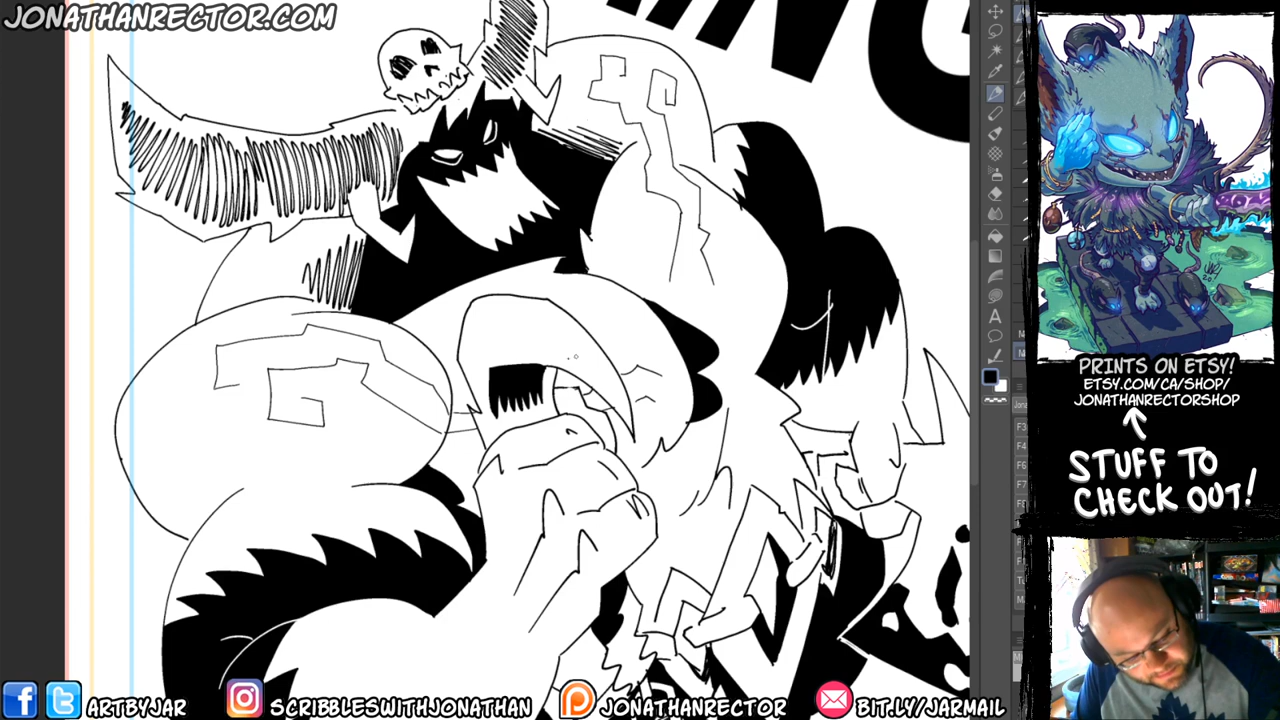 JONATHANRECTOR.COM
ING
PRINTS ON ETSY!
ETSY.COM/CA/SHOP/
JONATHANRECTORSHOP
STUFF TO
CHECK OUT!
ARTBYJAR
SCRIBBLESWITHJONATHAN
JONATHANRECTOR
BIT.LY/JARMAIL